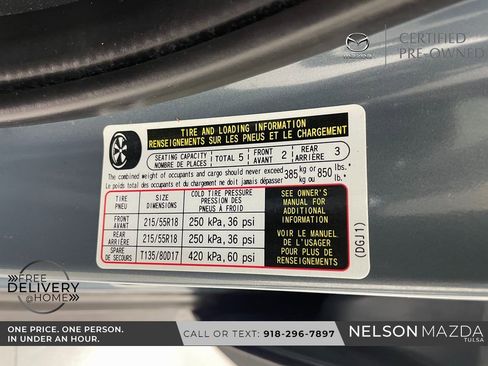 mazda
CERTIFIED
PRE-OWNED
TIRE AND LOADING INFORMATION
RENSEIGNEMENTS SUR LES PNEUS ET LE CHARGEMENT
SEATING CAPACITY
NOMBRE DE PLACES
TOTAL 5
FRONT
AVANT
2
REAR
ARRIÈRE
3
The combined weight of occupants and cargo should never exceed
Le poids total des occupants et du chargement ne doit jamais dépasser
385 kg or ou 850 lbs. lb.
TIRE
PNEU
SIZE
DIMENSIONS
COLD TIRE PRESSURE
PRESSION DES
PNEUS À FROID
FRONT
AVANT
215/55R18
250 kPa, 36 psi
REAR
ARRIÈRE
215/55R18
250 kPa, 36 psi
SPARE
DE SECOURS
T135/80D17
420 kPa, 60 psi
SEE OWNER'S
MANUAL FOR
ADDITIONAL
INFORMATION
VOIR LE MANUEL
DE L'USAGER
POUR PLUS DE
RENSEIGNEMENTS
(DGJ1)
FREE
DELIVERY
@HOME
ONE PRICE. ONE PERSON.
IN UNDER AN HOUR.
CALL OR TEXT: 918-296-7897
NELSON MAZDA
TULSA